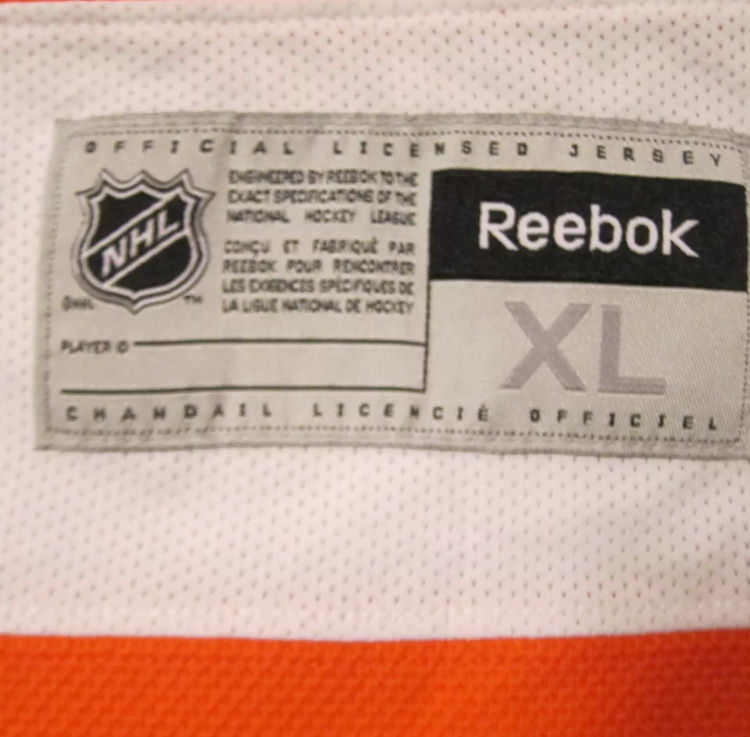 OFFICIAL LICENSED JERSEY
NHL
©NHL
TM
ENGINEERED BY REEBOK TO THE
EXACT SPECIFICATIONS OF THE
NATIONAL HOCKEY LEAGUE
CONÇU ET FABRIQUÉ PAR
REEBOK POUR RENCONTRER
LES EXIGENCES SPÉCIFIQUES DE
LA LIGUE NATIONAL DE HOCKEY
PLAYER ID
Reebok
XL
CHANDAIL LICENCIÉ OFFICIEL